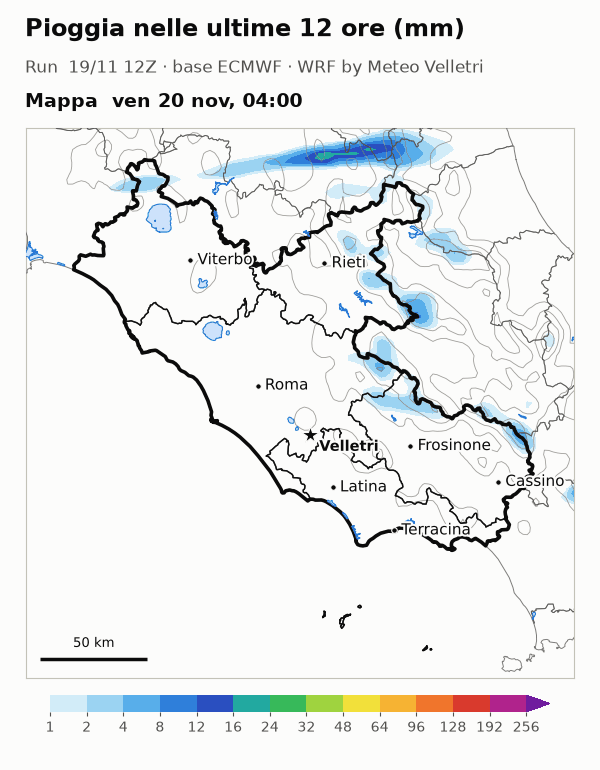 Pioggia nelle ultime 12 ore (mm)
Run  19/11 12Z · base ECMWF · WRF by Meteo Velletri
Mappa  ven 20 nov, 04:00
Viterbo
Rieti
Roma
Velletri
Frosinone
Latina
Cassino
Terracina
50 km
1 2 4 8 12 16 24 32 48 64 96 128 192 256